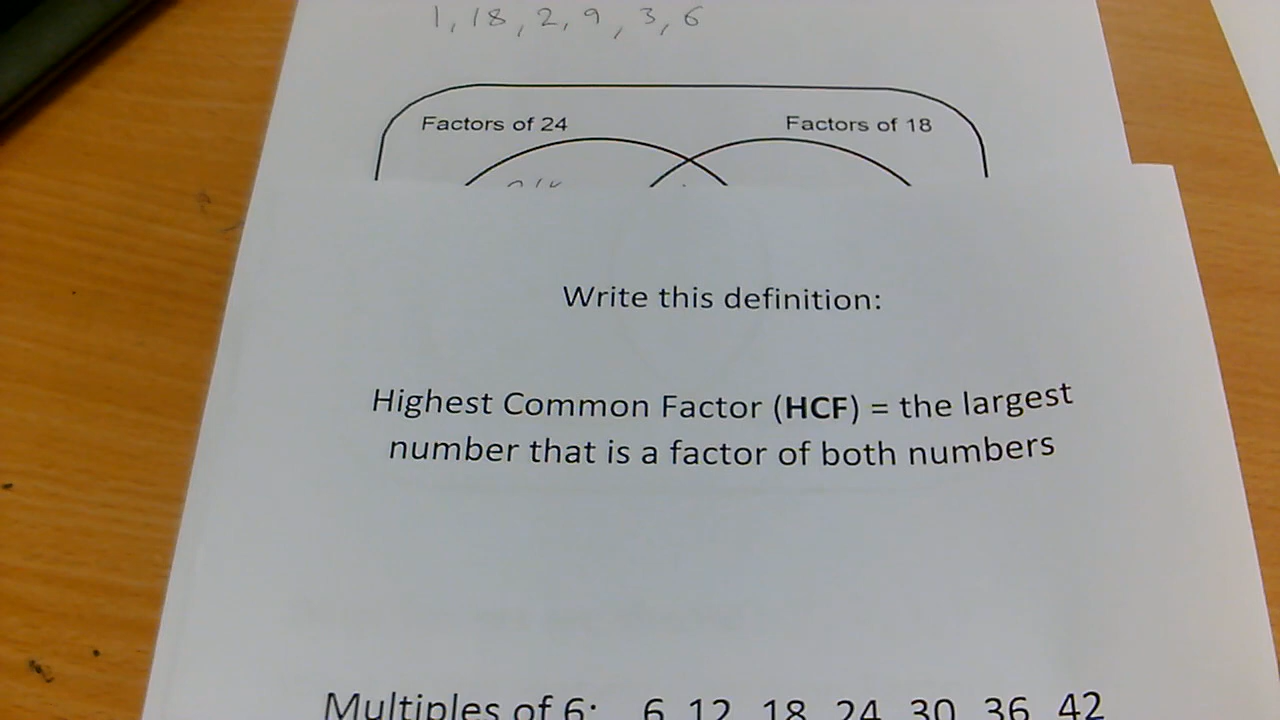 1, 18, 2, 9, 3, 6
Factors of 24
Factors of 18
Write this definition:
Highest Common Factor (HCF) = the largest
number that is a factor of both numbers
Multiples of 6: 6 12 18 24 30 36 42